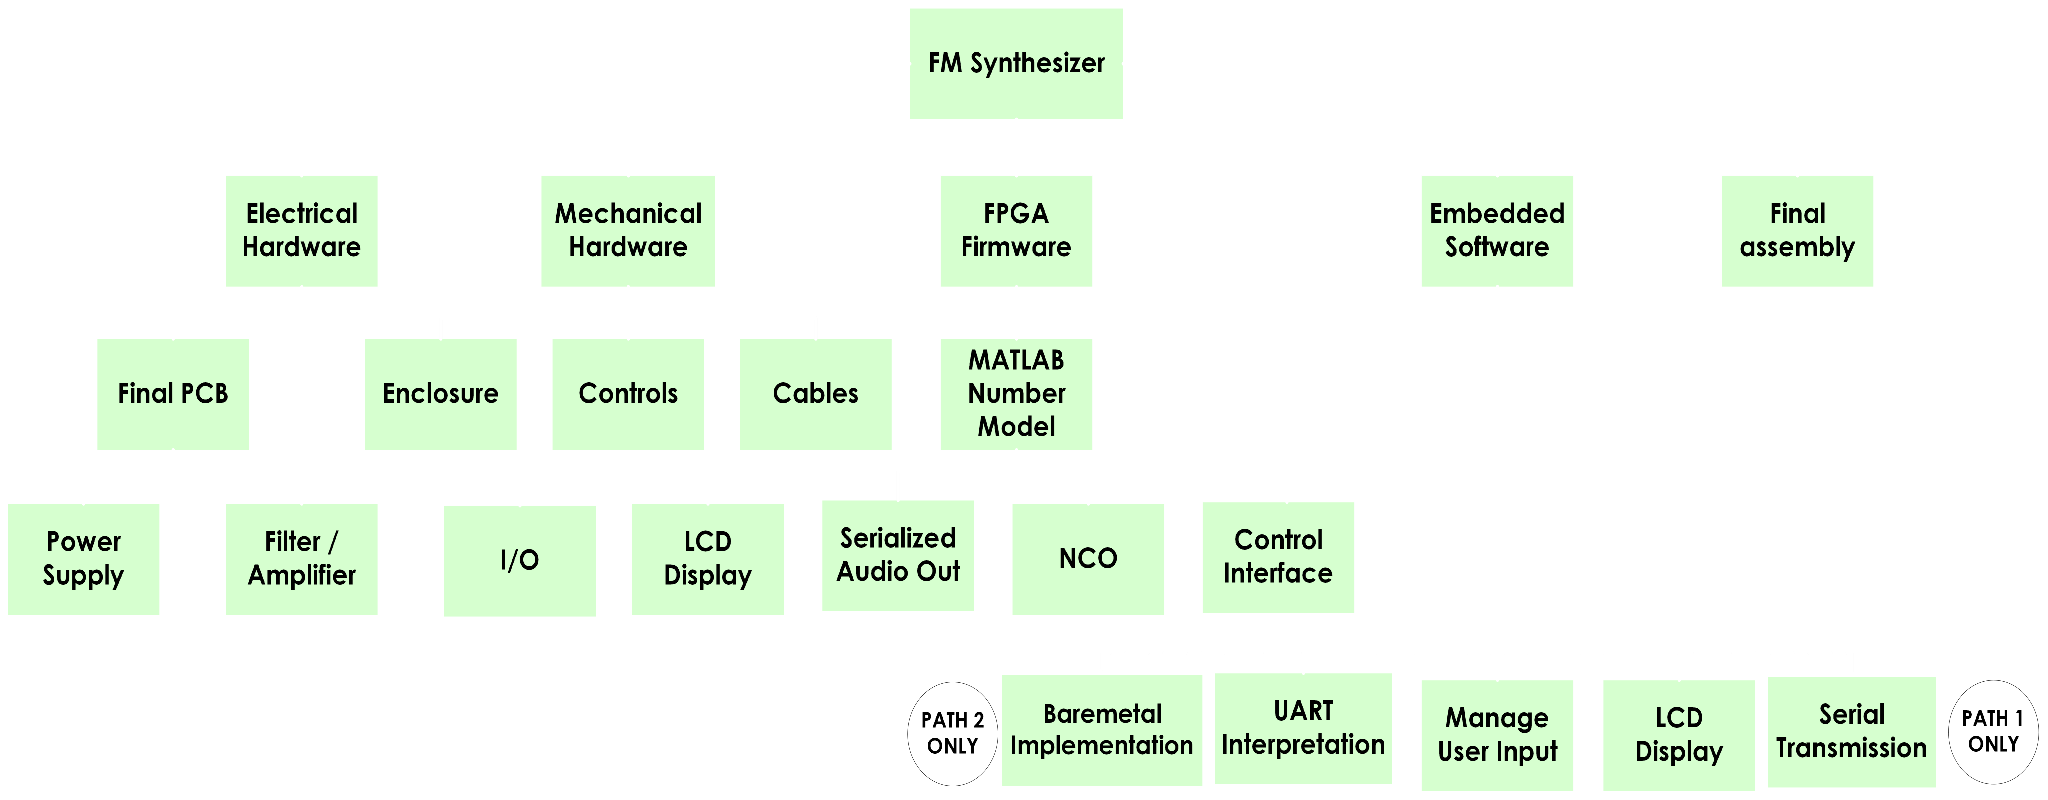 FM Synthesizer
Electrical
Hardware
Mechanical
Hardware
FPGA
Firmware
Embedded
Software
Final
assembly
Final PCB
Enclosure
Controls
Cables
MATLAB
Number
Model
Power
Supply
Filter /
Amplifier
I/O
LCD
Display
Serialized
Audio Out
NCO
Control
Interface
PATH 2
ONLY
Baremetal
Implementation
UART
Interpretation
Manage
User Input
LCD
Display
Serial
Transmission
PATH 1
ONLY